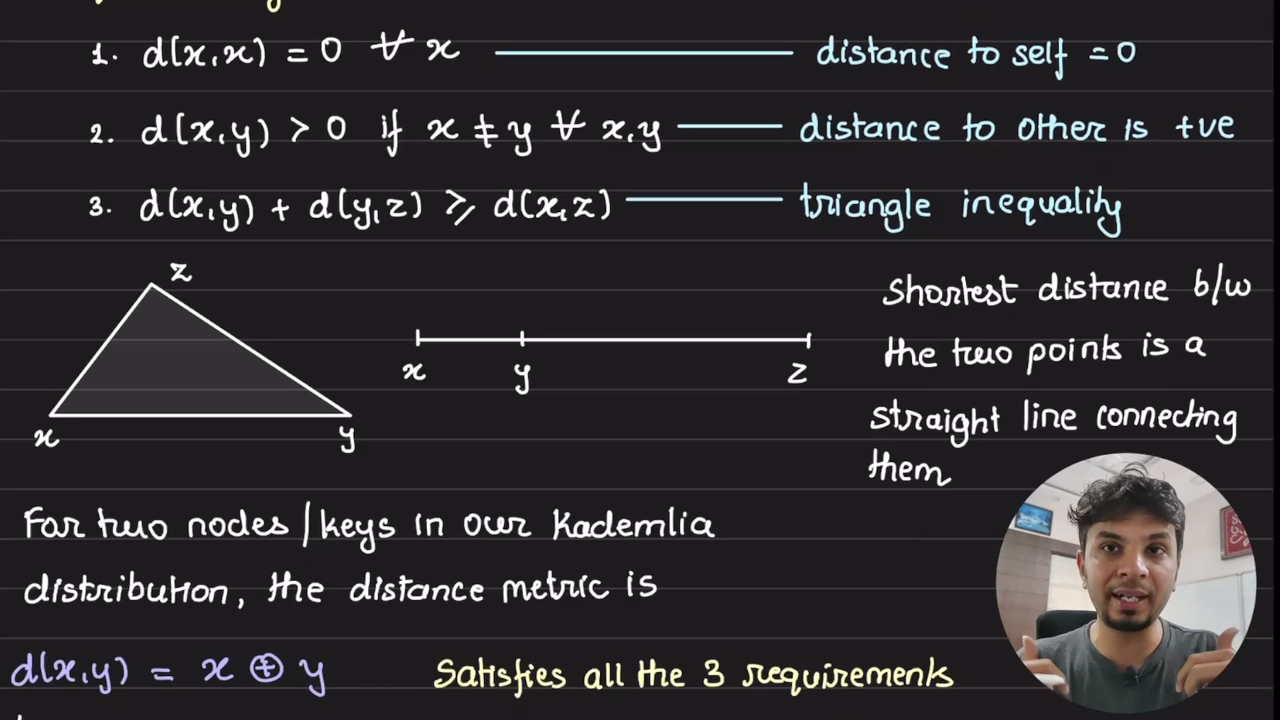 1. d(x,x) = 0 ∀ x — distance to self = 0
2. d(x,y) > 0 if x ≠ y ∀ x,y — distance to other is +ve
3. d(x,y) + d(y,z) ≥ d(x,z) — triangle inequality
z
x y
x y z
Shortest distance b/w
the two points is a
straight line connecting
them
For two nodes / keys in our Kademlia
distribution, the distance metric is
d(x,y) = x ⊕ y Satisfies all the 3 requirements